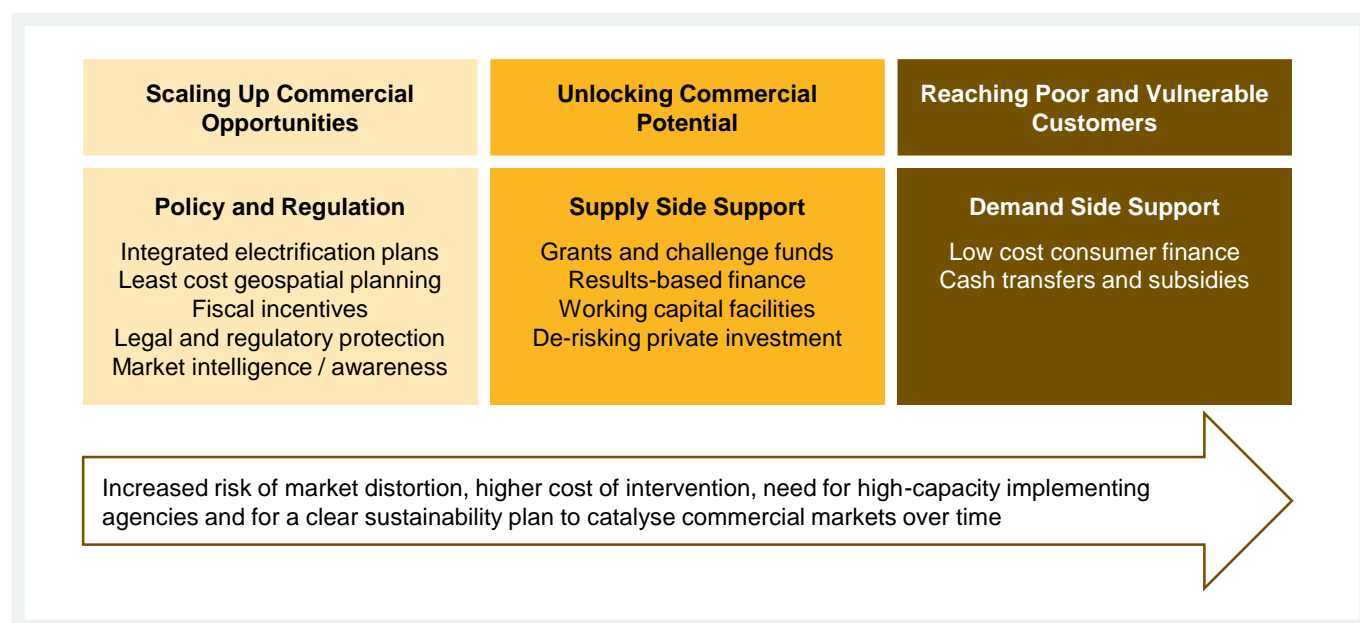 Scaling Up Commercial
Opportunities
Unlocking Commercial
Potential
Reaching Poor and Vulnerable
Customers
Policy and Regulation
Integrated electrification plans
Least cost geospatial planning
Fiscal incentives
Legal and regulatory protection
Market intelligence / awareness
Supply Side Support
Grants and challenge funds
Results-based finance
Working capital facilities
De-risking private investment
Demand Side Support
Low cost consumer finance
Cash transfers and subsidies
Increased risk of market distortion, higher cost of intervention, need for high-capacity implementing
agencies and for a clear sustainability plan to catalyse commercial markets over time